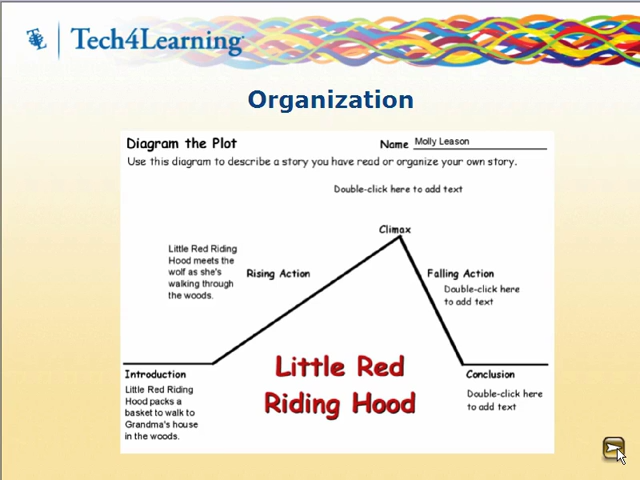 Tech4Learning
Organization
Diagram the Plot
Name Molly Leason
Use this diagram to describe a story you have read or organize your own story.
Double-click here to add text
Climax
Little Red Riding
Hood meets the
wolf as she's
walking through
the woods.
Rising Action
Falling Action
Double-click here
to add text
Introduction
Little Red Riding
Hood packs a
basket to walk to
Grandma's house
in the woods.
Little Red
Riding Hood
Conclusion
Double-click here
to add text